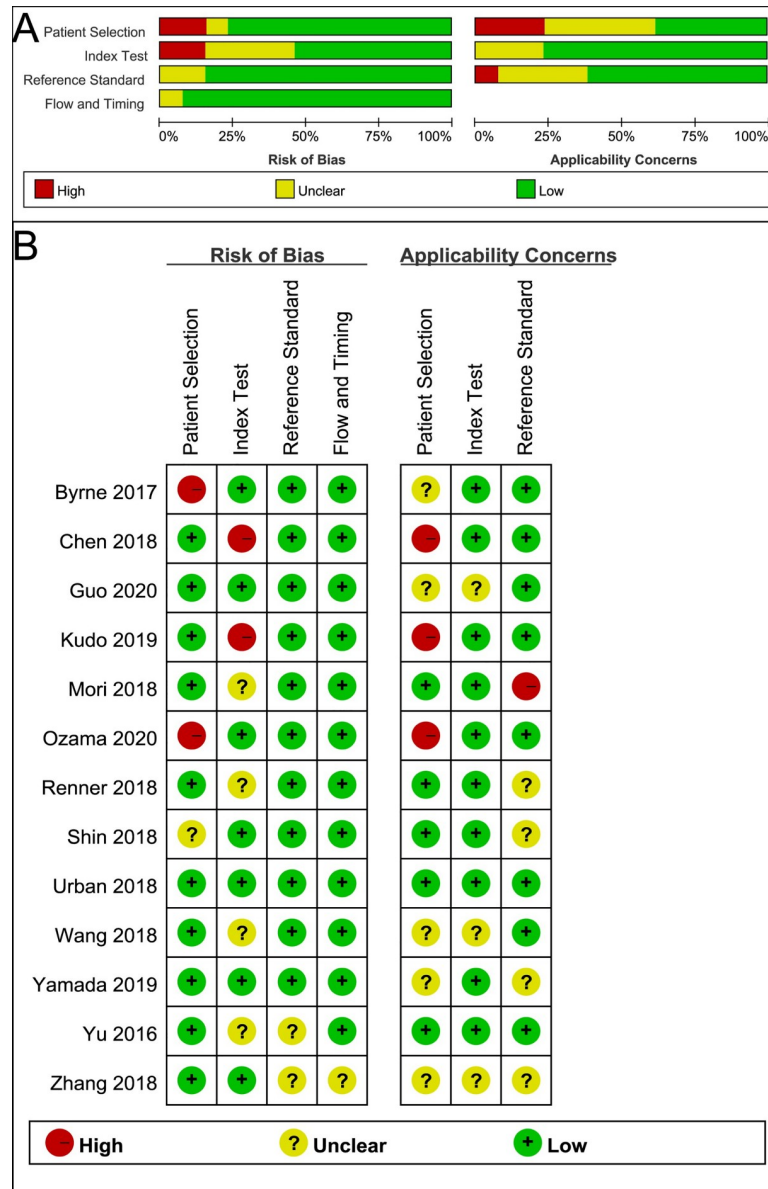 A
Patient Selection
Index Test
Reference Standard
Flow and Timing
0% 25% 50% 75% 100% 0% 25% 50% 75% 100%
Risk of Bias Applicability Concerns
High Unclear Low
B
Risk of Bias Applicability Concerns
Patient Selection Index Test Reference Standard Flow and Timing Patient Selection Index Test Reference Standard
Byrne 2017 - + + + ? + +
Chen 2018 + - + + - + +
Guo 2020 + + + + ? ? +
Kudo 2019 + - + + - + +
Mori 2018 + ? + + + + -
Ozama 2020 - + + + - + +
Renner 2018 + ? + + + + ?
Shin 2018 ? + + + + + ?
Urban 2018 + + + + + + +
Wang 2018 + ? + + ? ? +
Yamada 2019 + + + + ? + ?
Yu 2016 + ? ? + + + +
Zhang 2018 + + ? ? ? ? ?
- High ? Unclear + Low